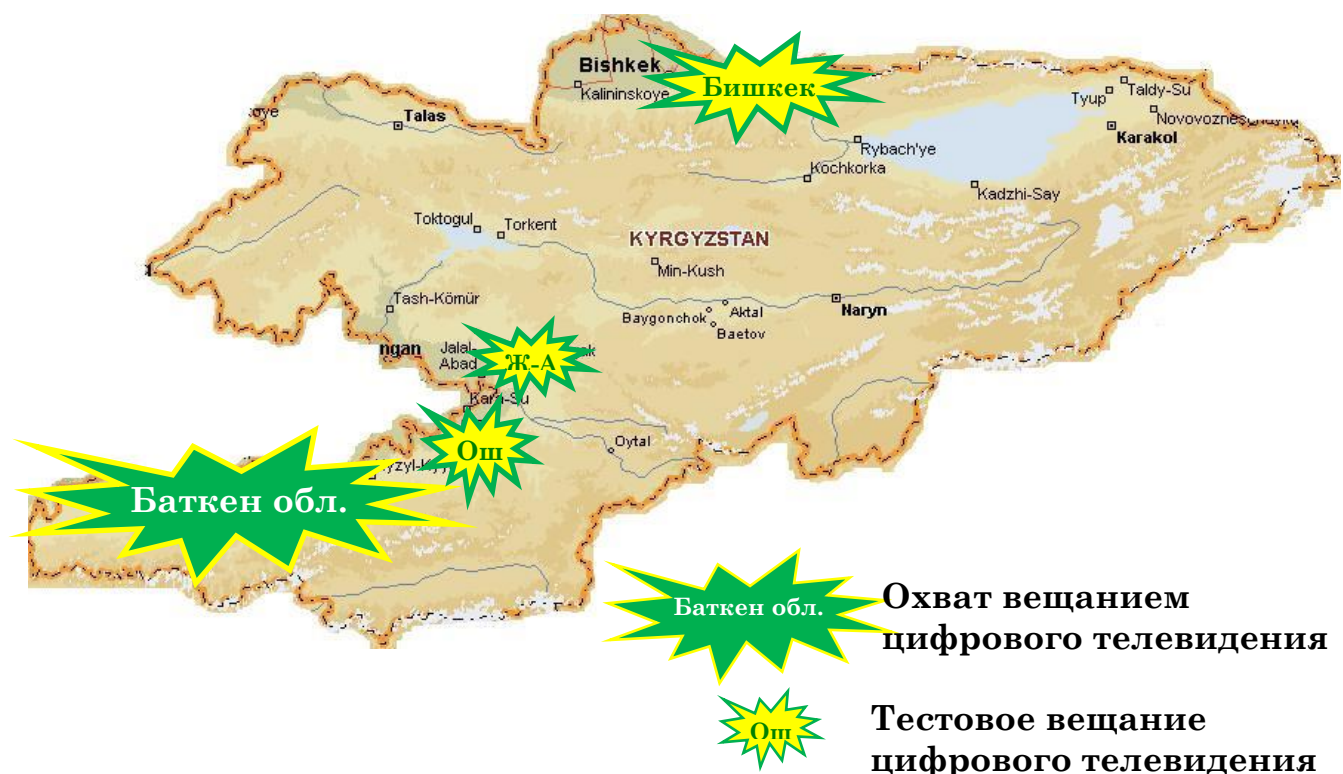 Bishkek
Бишкек
Kalininskoye
Taldy-Su
Tyup
Talas
Karakol
Rybach'ye
Kochkorka
Kadzhi-Say
Toktogul
Torkent
KYRGYZSTAN
Min-Kush
Tash-Kömür
Naryn
Aktal
Baygonchok
Baetov
Jalal-
Abad
Ж-А
Kara-Su
Ош
Oytal
Баткен обл.
Баткен обл.
Охват вещанием
цифрового телевидения
Ош
Тестовое вещание
цифрового телевидения